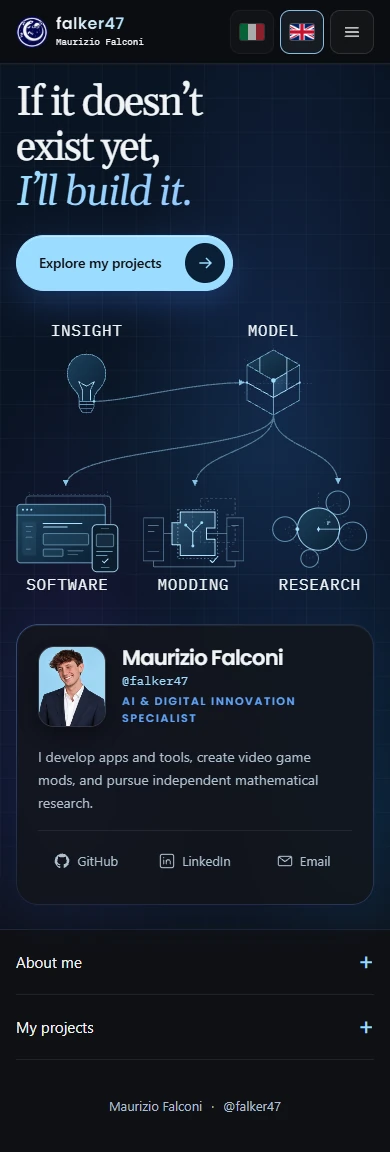 falker47
Maurizio Falconi
If it doesn’t
exist yet,
I’ll build it.
Explore my projects
INSIGHT
MODEL
SOFTWARE
MODDING
RESEARCH
Maurizio Falconi
@falker47
AI & DIGITAL INNOVATION
SPECIALIST
I develop apps and tools, create video game
mods, and pursue independent mathematical
research.
GitHub
LinkedIn
Email
About me
My projects
Maurizio Falconi · @falker47